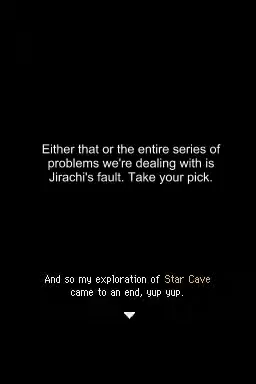 Either that or the entire series of
problems we're dealing with is
Jirachi's fault. Take your pick.
And so my exploration of Star Cave
came to an end, yup yup.